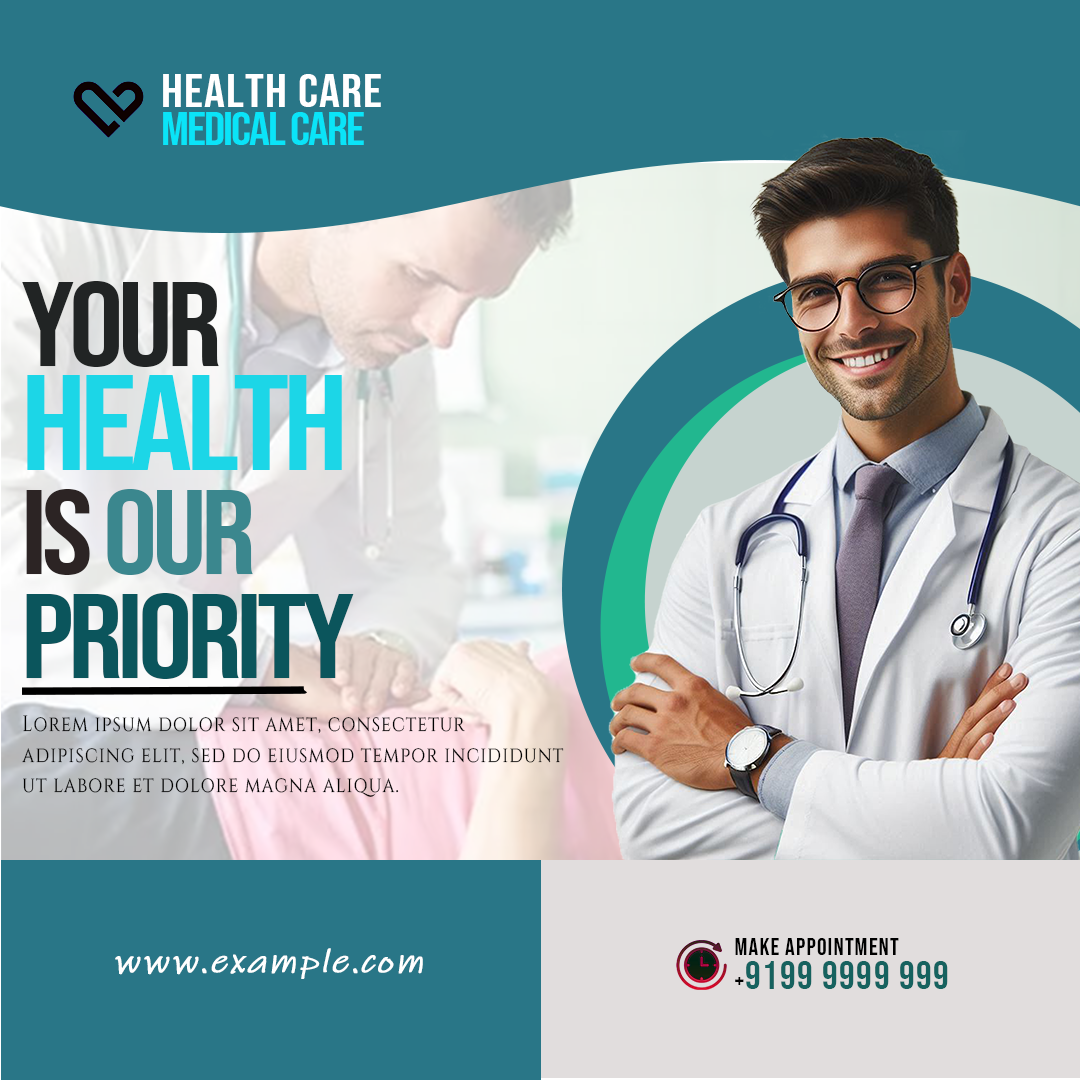 HEALTH CARE
MEDICAL CARE
YOUR
HEALTH
IS OUR
PRIORITY
Lorem ipsum dolor sit amet, consectetur
adipiscing elit, sed do eiusmod tempor incididunt
ut labore et dolore magna aliqua.
www.example.com
MAKE APPOINTMENT
+9199 9999 999